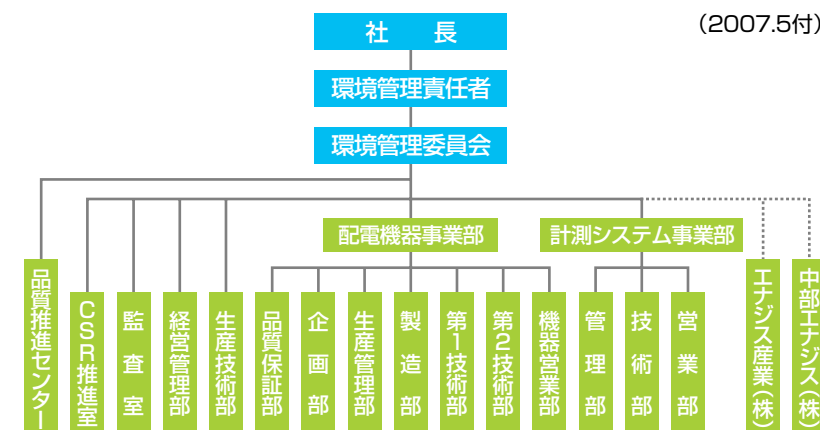 (2007.5付)
社 長
環境管理責任者
環境管理委員会
配電機器事業部
計測システム事業部
品質推進センター
CSR推進室
監査室
経営管理部
生産技術部
品質保証部
企画部
生産管理部
製造部
第1技術部
第2技術部
機器営業部
管理部
技術部
営業部
エナジス産業(株)
中部エナジス(株)